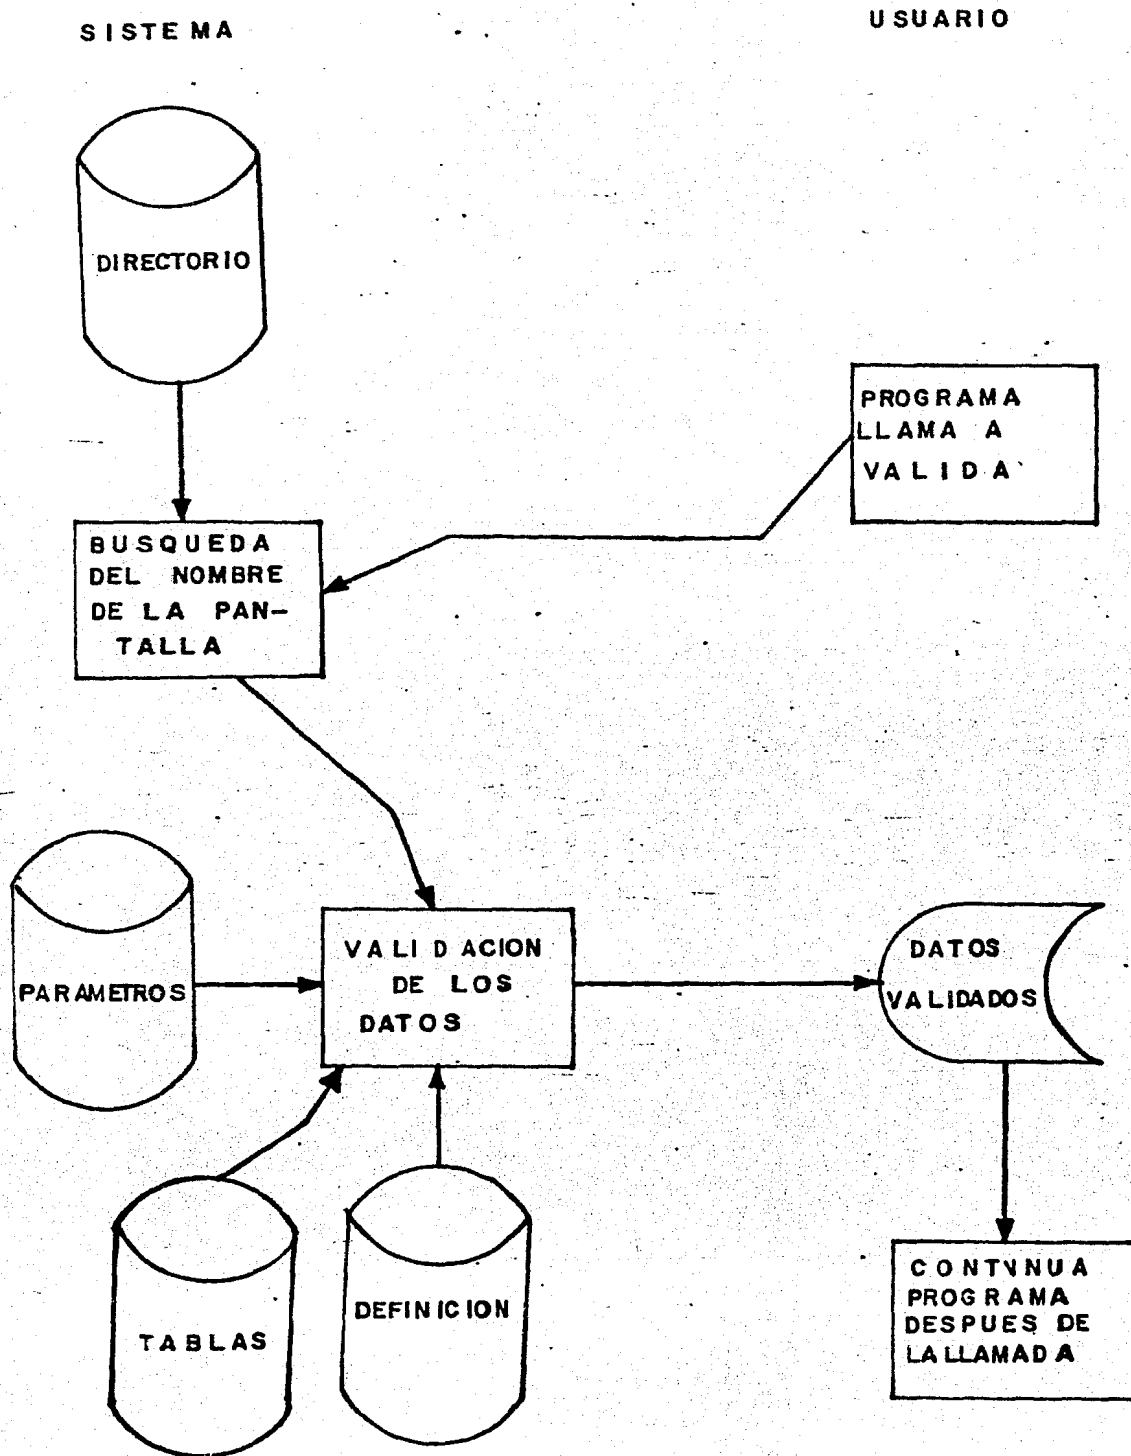 SISTEMA
USUARIO
DIRECTORIO
PROGRAMA
LLAMA A
VALIDA
BUSQUEDA
DEL NOMBRE
DE LA PAN-
TALLA
VALIDACION
DE LOS
DATOS
PARAMETROS
DATOS
VALIDADOS
TABLAS
DEFINICION
CONTINUA
PROGRAMA
DESPUES DE
LA LLAMADA